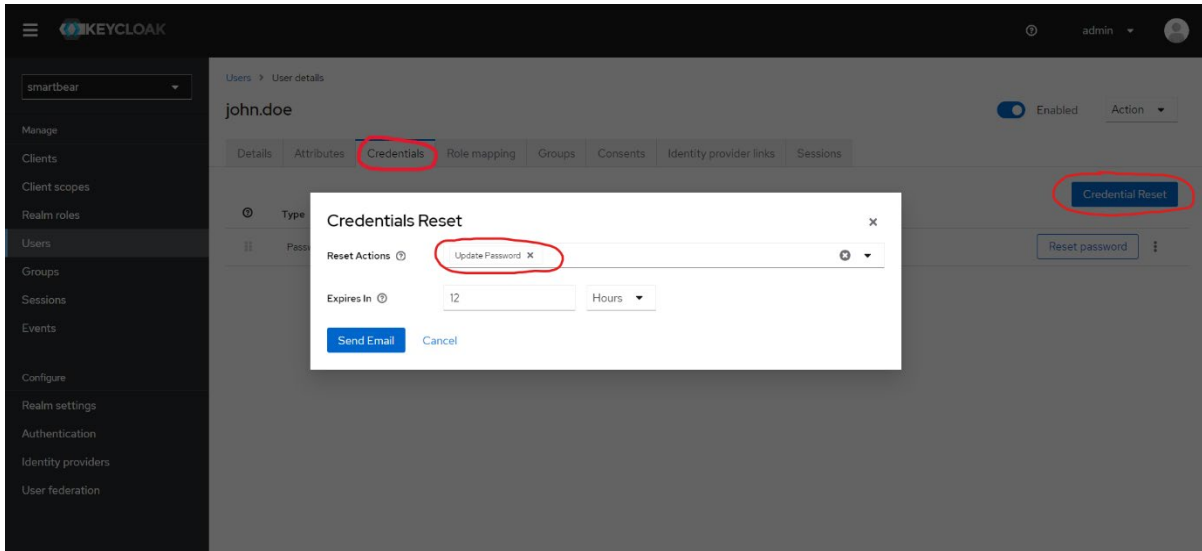 KEYCLOAK
admin
smartbear
Users > User details
john.doe
Enabled
Action
Manage
Details Attributes Credentials Role mapping Groups Consents Identity provider links Sessions
Clients
Client scopes
Realm roles
Users
Groups
Sessions
Events
Configure
Realm settings
Authentication
Identity providers
User federation
Credential Reset
Type
Reset password
Credentials Reset
Reset Actions
Update Password
Expires In
12
Hours
Send Email
Cancel